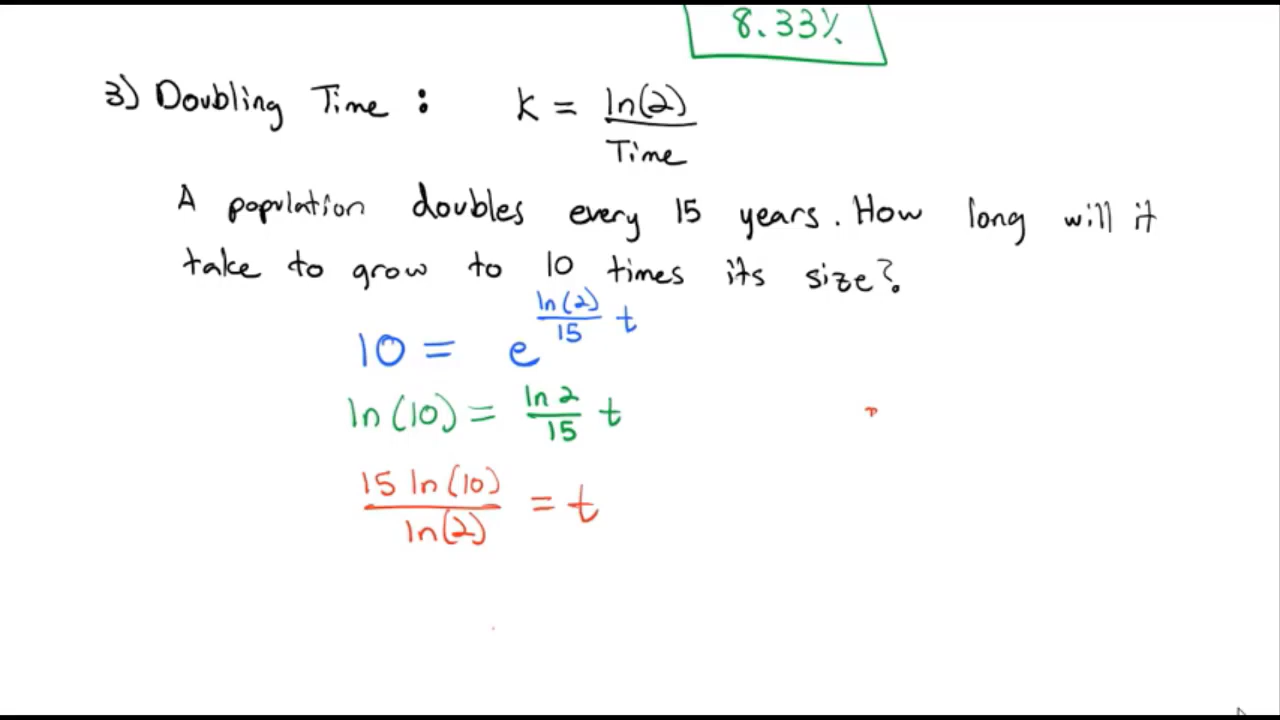 8.33%
3) Doubling Time : K = ln(2)/Time
A population doubles every 15 years. How long will it
take to grow to 10 times its size?
10 = e^(ln(2)/15 t)
ln(10) = ln 2/15 t
15 ln(10)/ln(2) = t